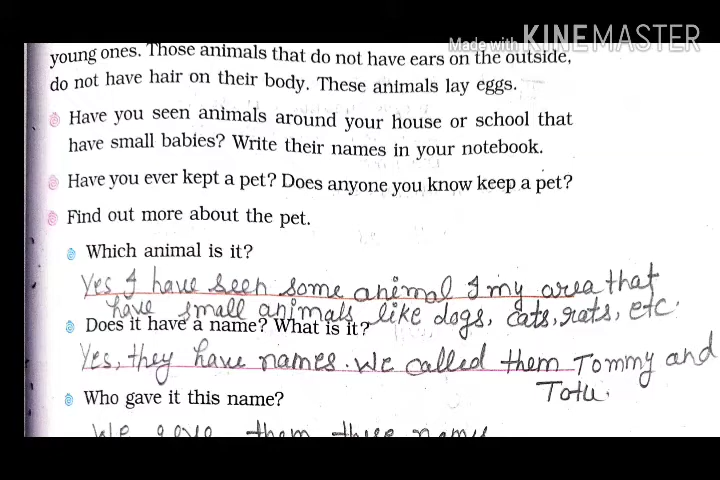 Made with KINEMASTER
young ones. Those animals that do not have ears on the outside,
do not have hair on their body. These animals lay eggs.
Have you seen animals around your house or school that
have small babies? Write their names in your notebook.
Have you ever kept a pet? Does anyone you know keep a pet?
Find out more about the pet.
Which animal is it?
Yes I have seen some animal I my area that
have small animals like dogs, cats, rats, etc.
Does it have a name? What is it?
Yes, they have names. We called them Tommy and
Totu.
Who gave it this name?
We gave them these names